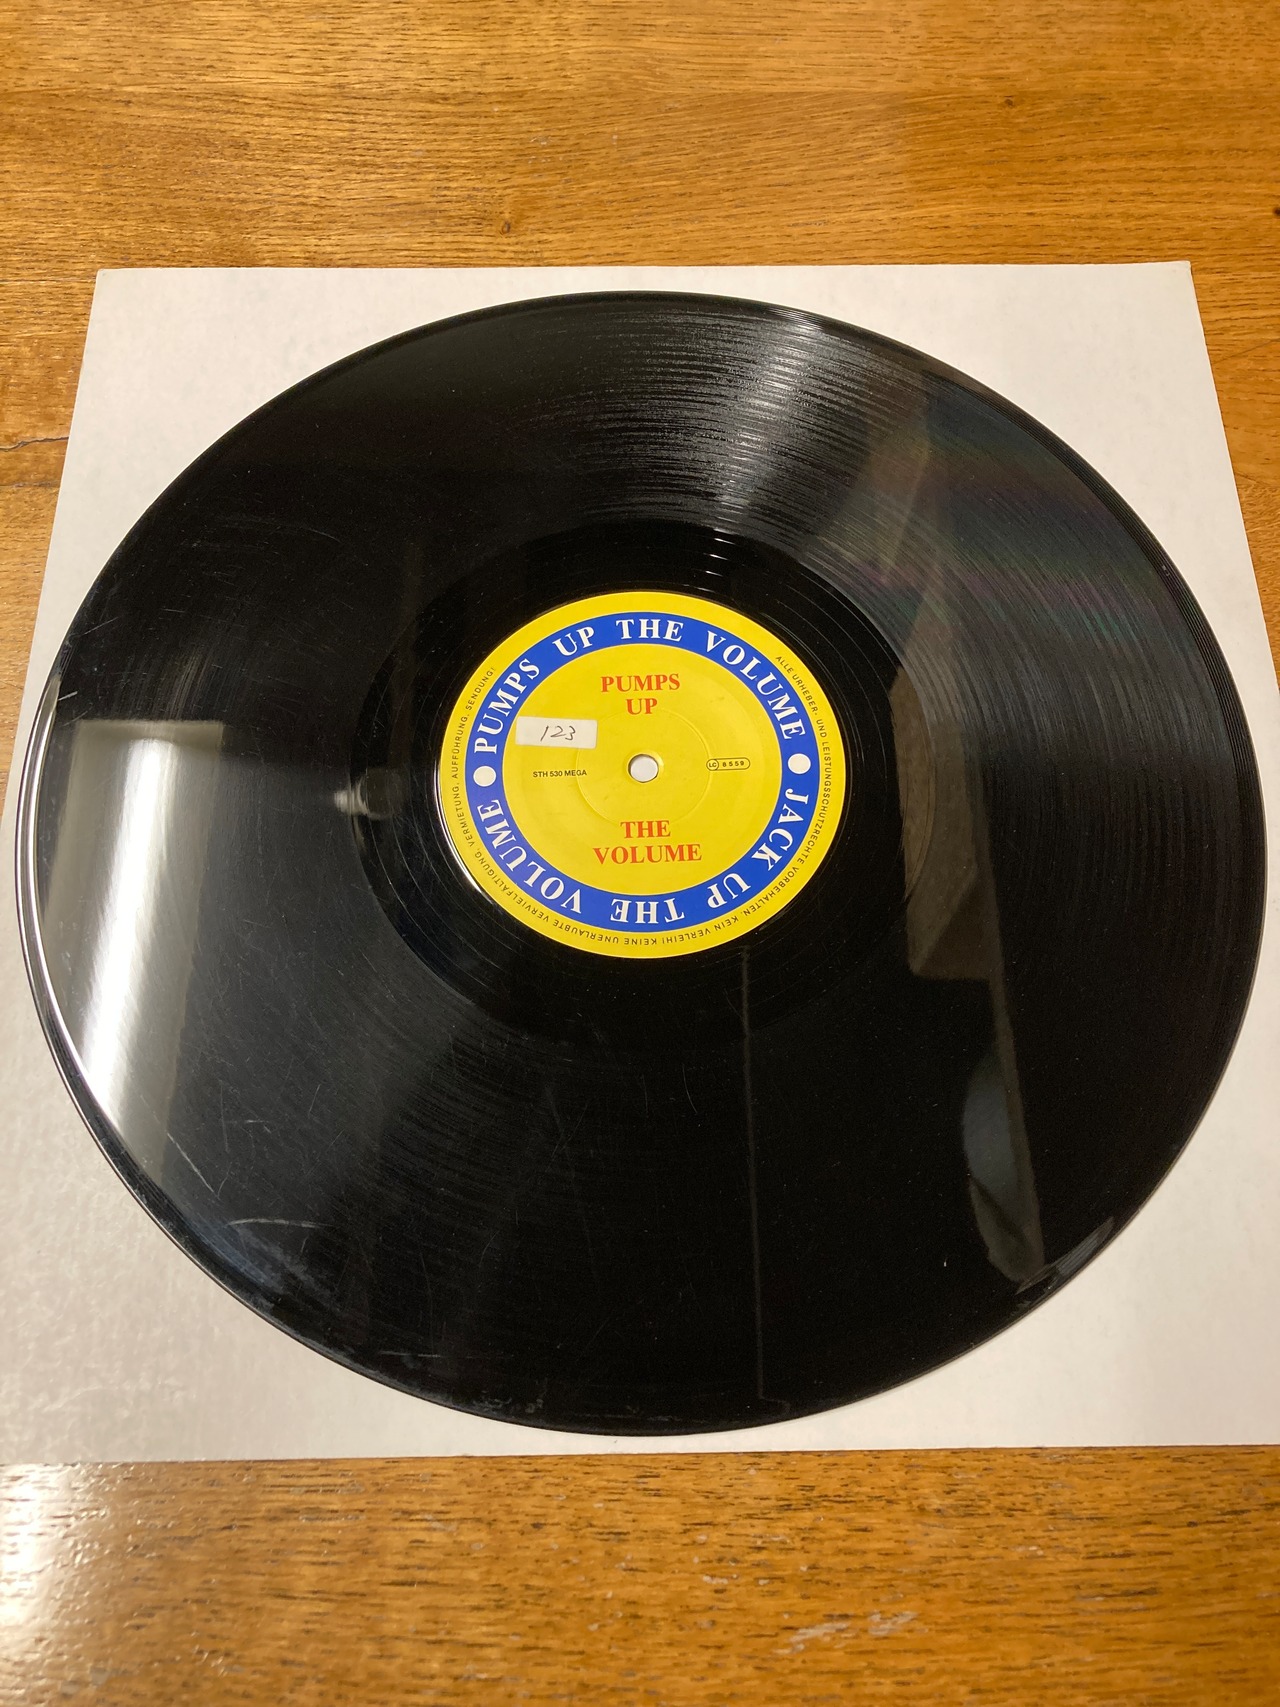 PUMPS UP THE VOLUME
JACK UP THE VOLUME
PUMPS
UP
123
STH 530 MEGA
LC 8559
THE
VOLUME
ALLE URHEBER- UND LEISTUNGSSCHUTZRECHTE VORBEHALTEN. KEIN VERLEIH! KEINE UNERLAUBTE VERVIELFÄLTIGUNG, VERMIETUNG, AUFFÜHRUNG, SENDUNG!